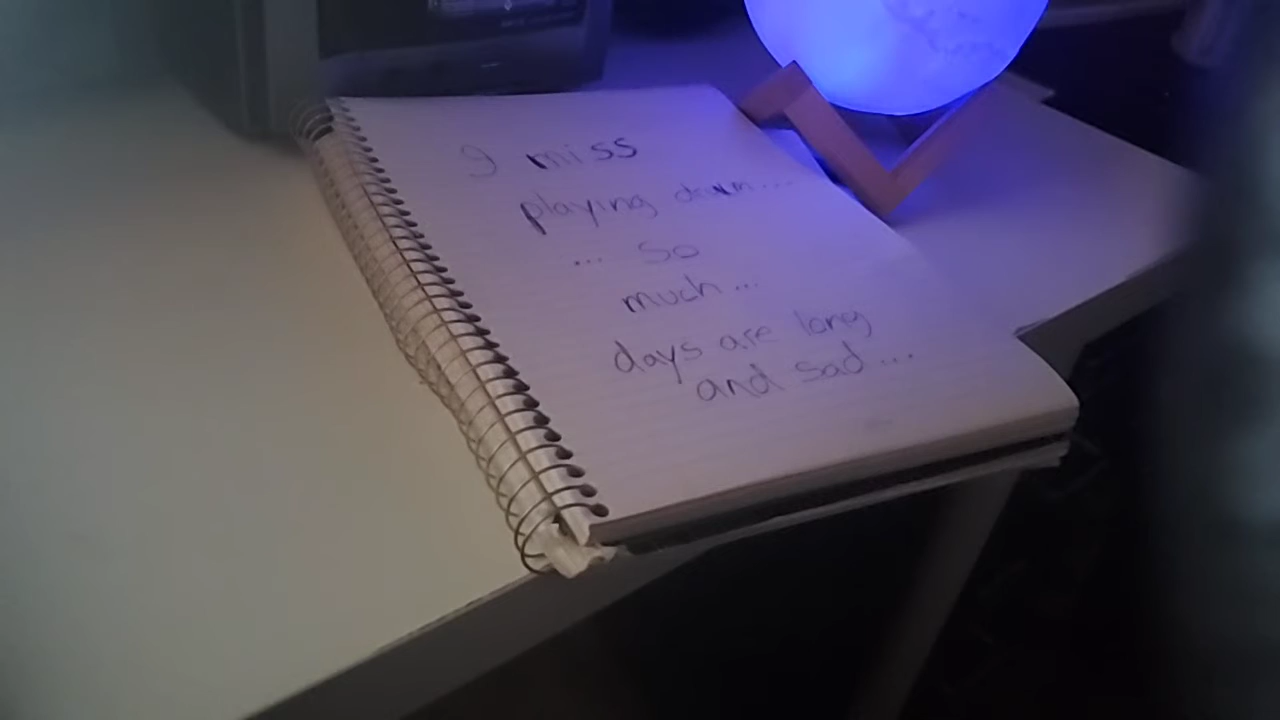 I miss
playing drum...
... So
much...
days are long
and sad...